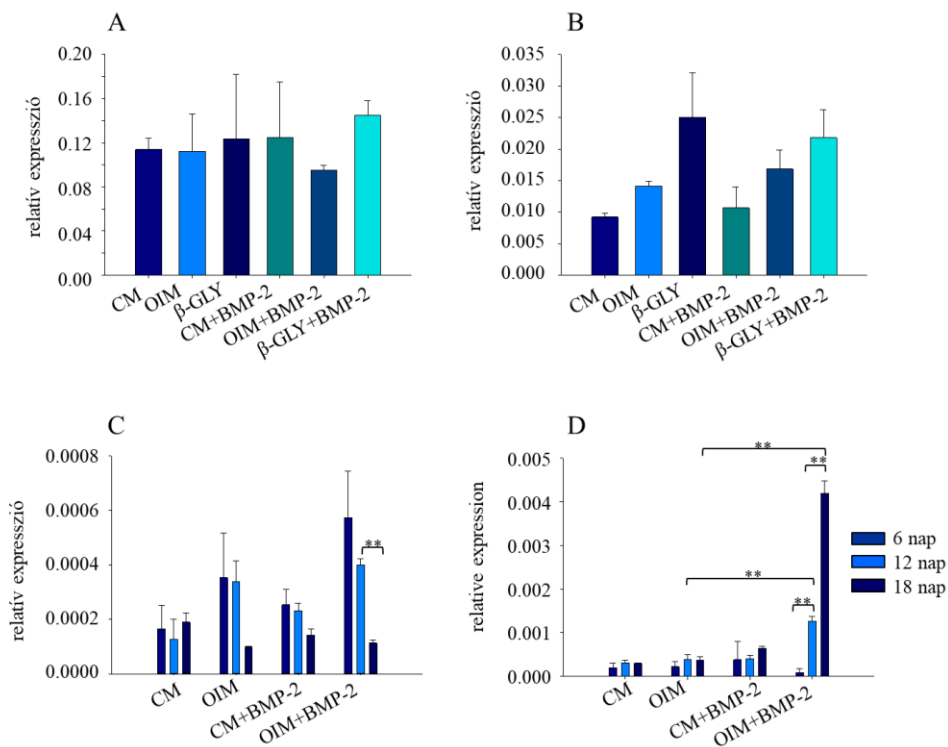 A
relatív expresszió
0.20
0.16
0.12
0.08
0.04
0.00
CM
OIM
β-GLY
CM+BMP-2
OIM+BMP-2
β-GLY+BMP-2
B
relatív expresszió
0.035
0.030
0.025
0.020
0.015
0.010
0.005
0.000
CM
OIM
β-GLY
CM+BMP-2
OIM+BMP-2
β-GLY+BMP-2
C
relatív expresszió
0.0008
0.0006
0.0004
0.0002
0.0000
**
CM
OIM
CM+BMP-2
OIM+BMP-2
D
relative expression
0.005
0.004
0.003
0.002
0.001
0.000
**
**
**
**
CM
OIM
CM+BMP-2
OIM+BMP-2
6 nap
12 nap
18 nap